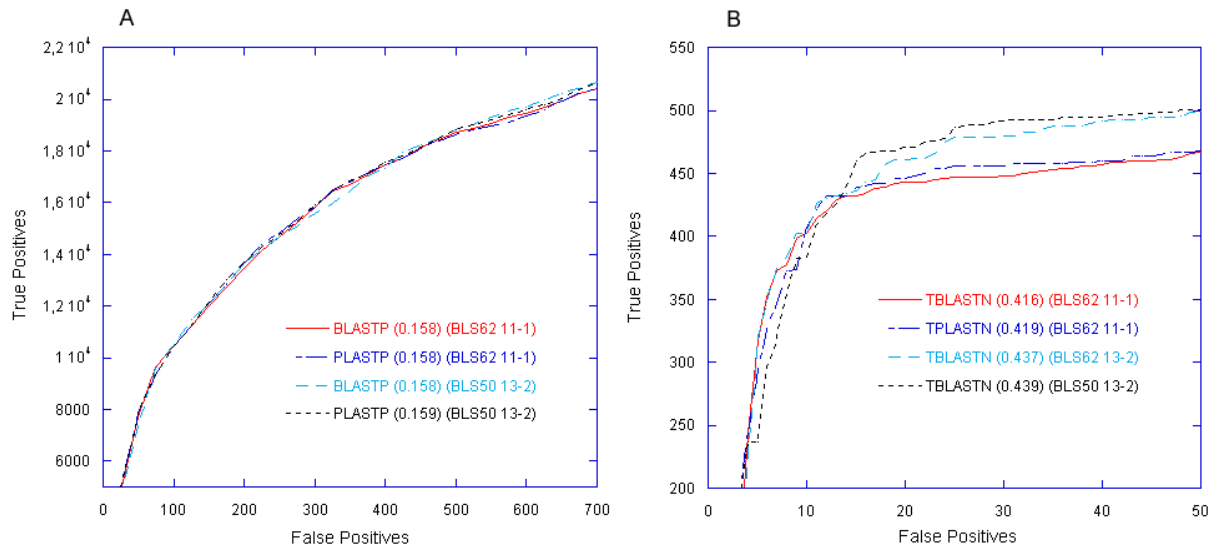 A
2,2 10⁴
2 10⁴
1,8 10⁴
1,6 10⁴
1,4 10⁴
1,2 10⁴
1 10⁴
8000
6000
True Positives
0
100
200
300
400
500
600
700
False Positives
BLASTP (0.158) (BLS62 11-1)
PLASTP (0.158) (BLS62 11-1)
BLASTP (0.158) (BLS50 13-2)
PLASTP (0.159) (BLS50 13-2)
B
550
500
450
400
350
300
250
200
True Positives
0
10
20
30
40
50
False Positives
TBLASTN (0.416) (BLS62 11-1)
TPLASTN (0.419) (BLS62 11-1)
TBLASTN (0.437) (BLS62 13-2)
TBLASTN (0.439) (BLS50 13-2)